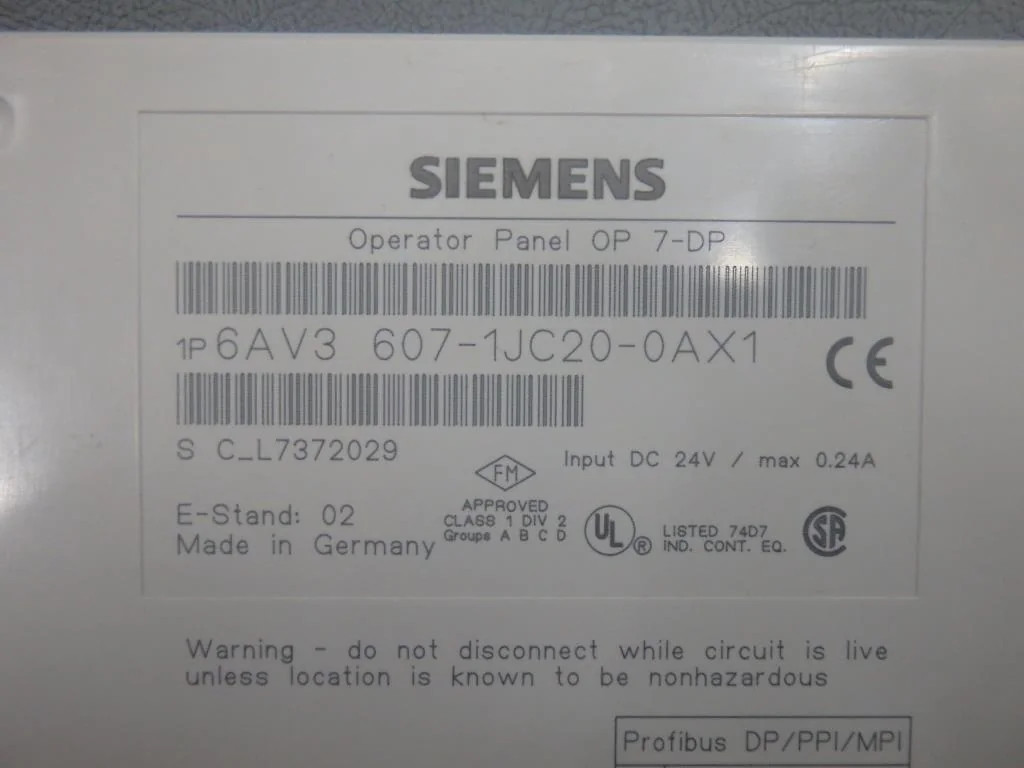 SIEMENS
Operator Panel OP 7-DP
1P 6AV3 607-1JC20-0AX1
CE
S C_L7372029
Input DC 24V / max 0.24A
FM
APPROVED
CLASS 1 DIV 2
Groups A B C D
E-Stand: 02
Made in Germany
UL ®
LISTED 74D7
IND. CONT. EQ.
SA
Warning - do not disconnect while circuit is live
unless location is known to be nonhazardous
Profibus DP/PPI/MPI